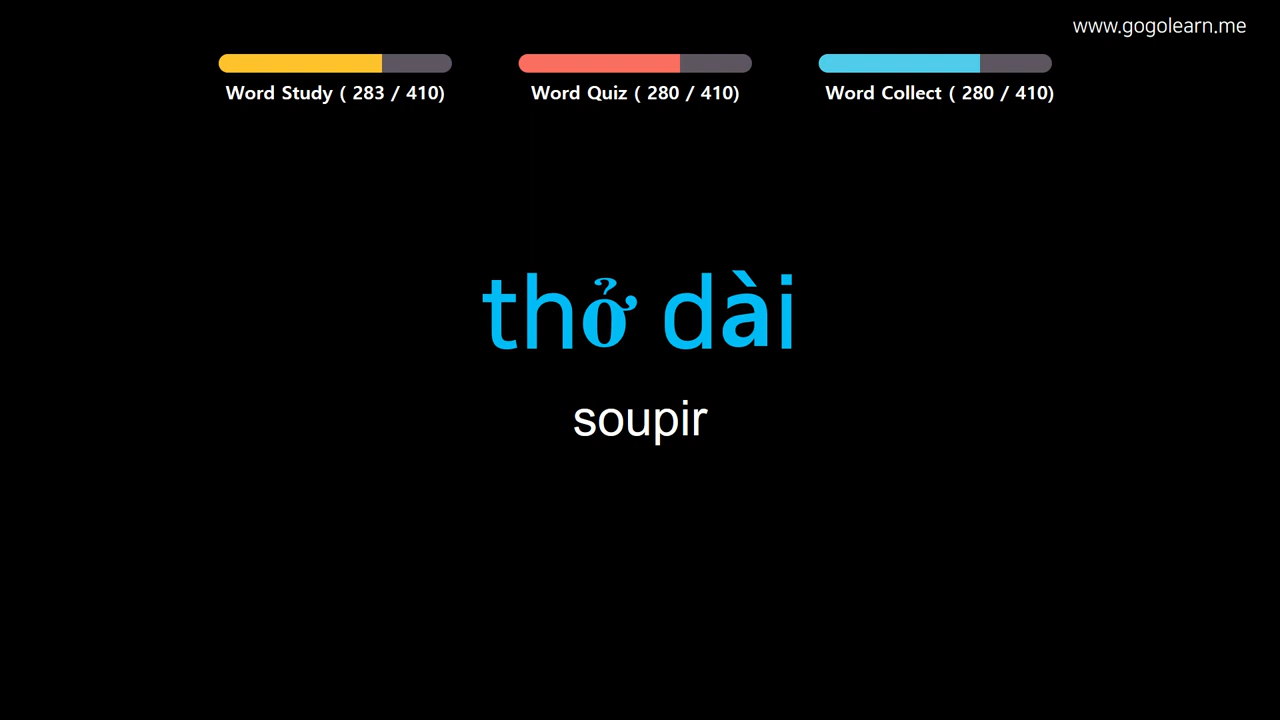 www.gogolearn.me
Word Study ( 283 / 410)
Word Quiz ( 280 / 410)
Word Collect ( 280 / 410)
thở dài
soupir